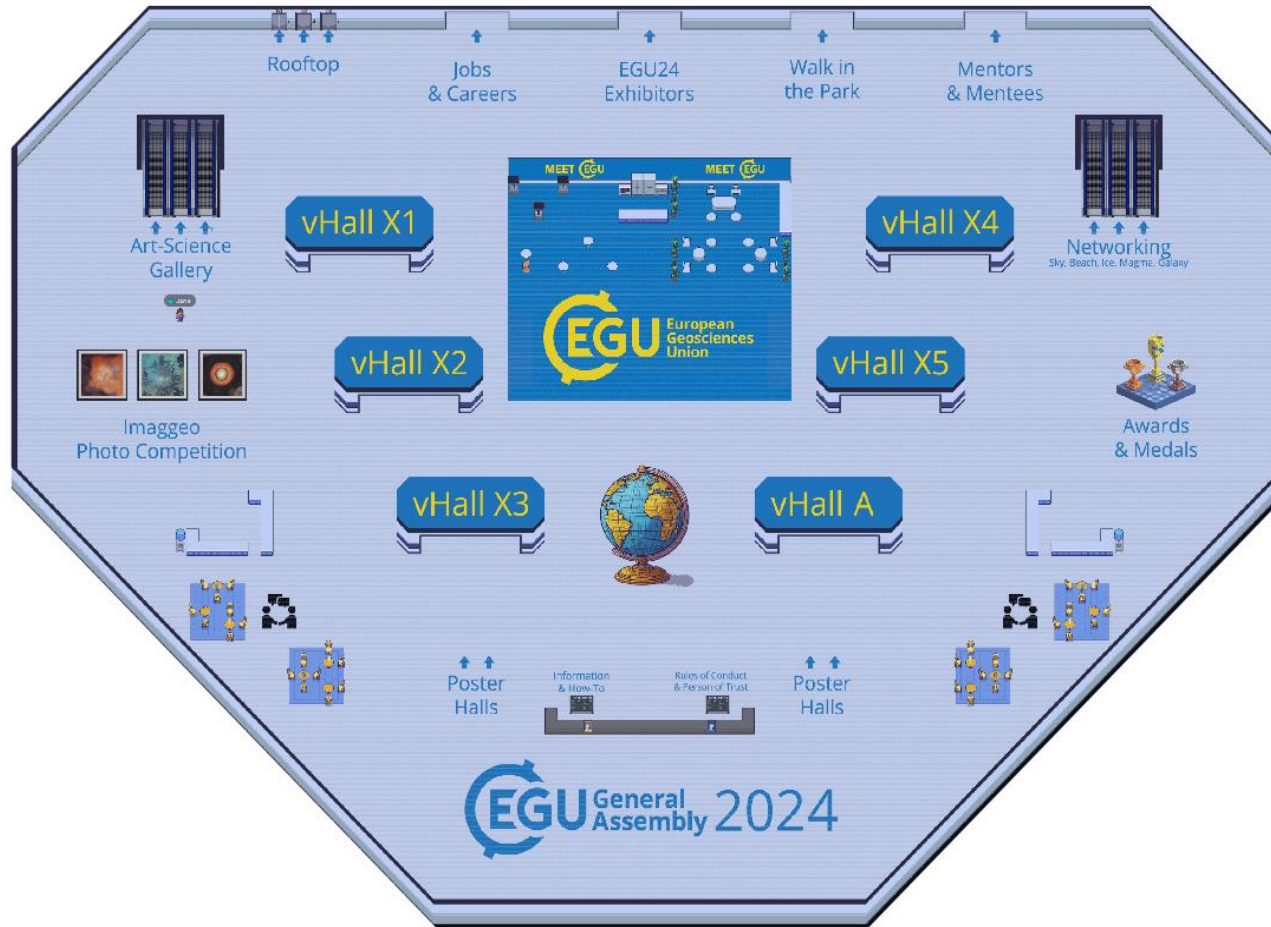 Rooftop
Jobs
& Careers
EGU24
Exhibitors
Walk in
the Park
Mentors
& Mentees
MEET EGU
MEET EGU
vHall X1
vHall X4
Art-Science
Gallery
Networking
Sky, Beach, Ice, Magma, Galaxy
Jana
EGU
European
Geosciences
Union
vHall X2
vHall X5
Imaggeo
Photo Competition
Awards
& Medals
vHall X3
vHall A
Poster
Halls
Information
& How-To
Rules of Conduct
& Person of Trust
Poster
Halls
EGU General
Assembly 2024